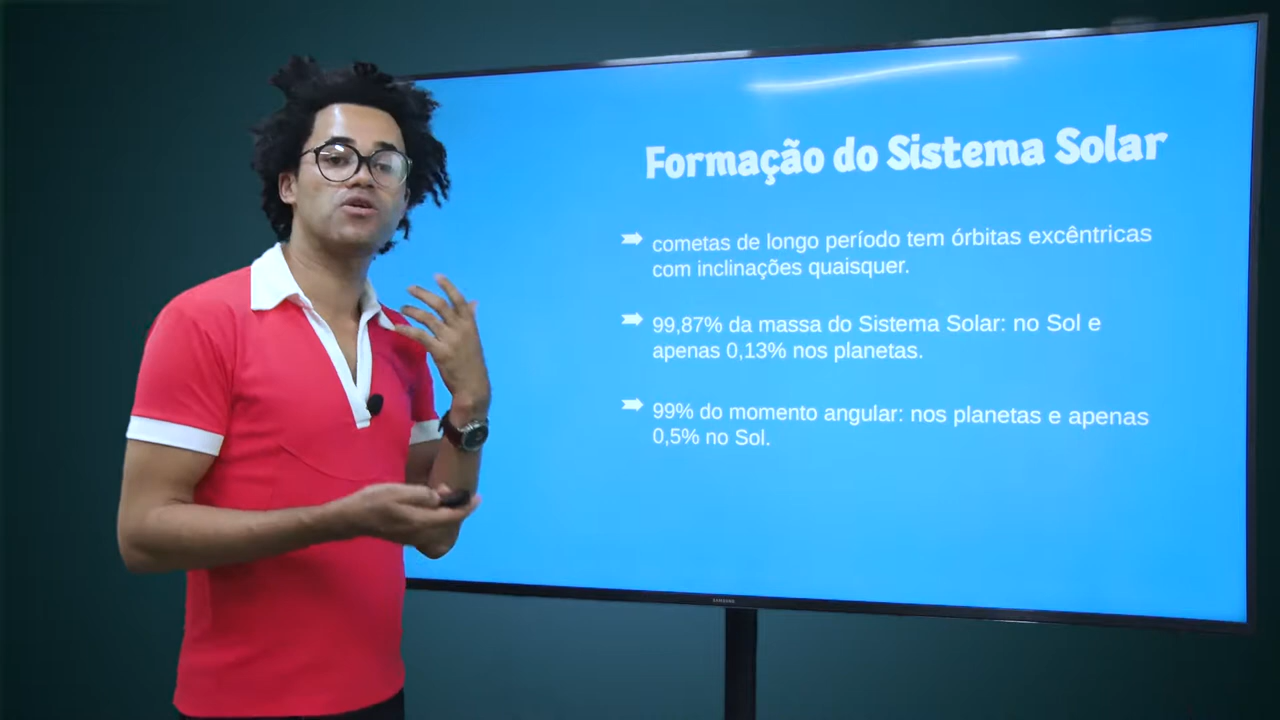 Formação do Sistema Solar
cometas de longo período tem órbitas excêntricas
com inclinações quaisquer.
99,87% da massa do Sistema Solar: no Sol e
apenas 0,13% nos planetas.
99% do momento angular: nos planetas e apenas
0,5% no Sol.
SAMSUNG